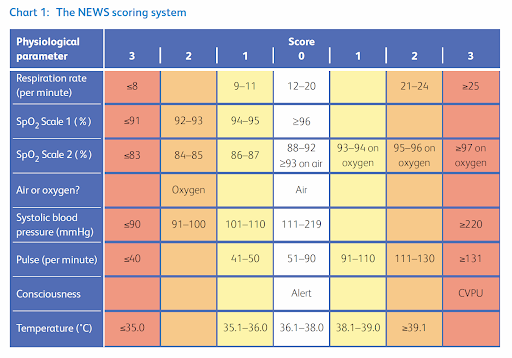 Chart 1: The NEWS scoring system
Physiological parameter Score
3 2 1 0 1 2 3
Respiration rate (per minute) ≤8 9–11 12–20 21–24 ≥25
SpO₂ Scale 1 (%) ≤91 92–93 94–95 ≥96
SpO₂ Scale 2 (%) ≤83 84–85 86–87 88–92 ≥93 on air 93–94 on oxygen 95–96 on oxygen ≥97 on oxygen
Air or oxygen? Oxygen Air
Systolic blood pressure (mmHg) ≤90 91–100 101–110 111–219 ≥220
Pulse (per minute) ≤40 41–50 51–90 91–110 111–130 ≥131
Consciousness Alert CVPU
Temperature (°C) ≤35.0 35.1–36.0 36.1–38.0 38.1–39.0 ≥39.1